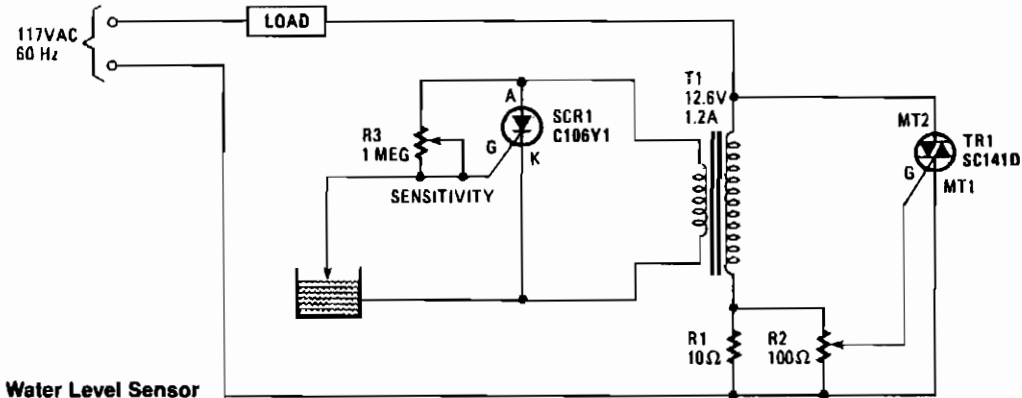 117VAC
60 Hz
LOAD
T1
12.6V
1.2A
A
SCR1
C106Y1
R3
1 MEG
G
K
SENSITIVITY
MT2
TR1
SC141D
G
MT1
R1
10Ω
R2
100Ω
Water Level Sensor